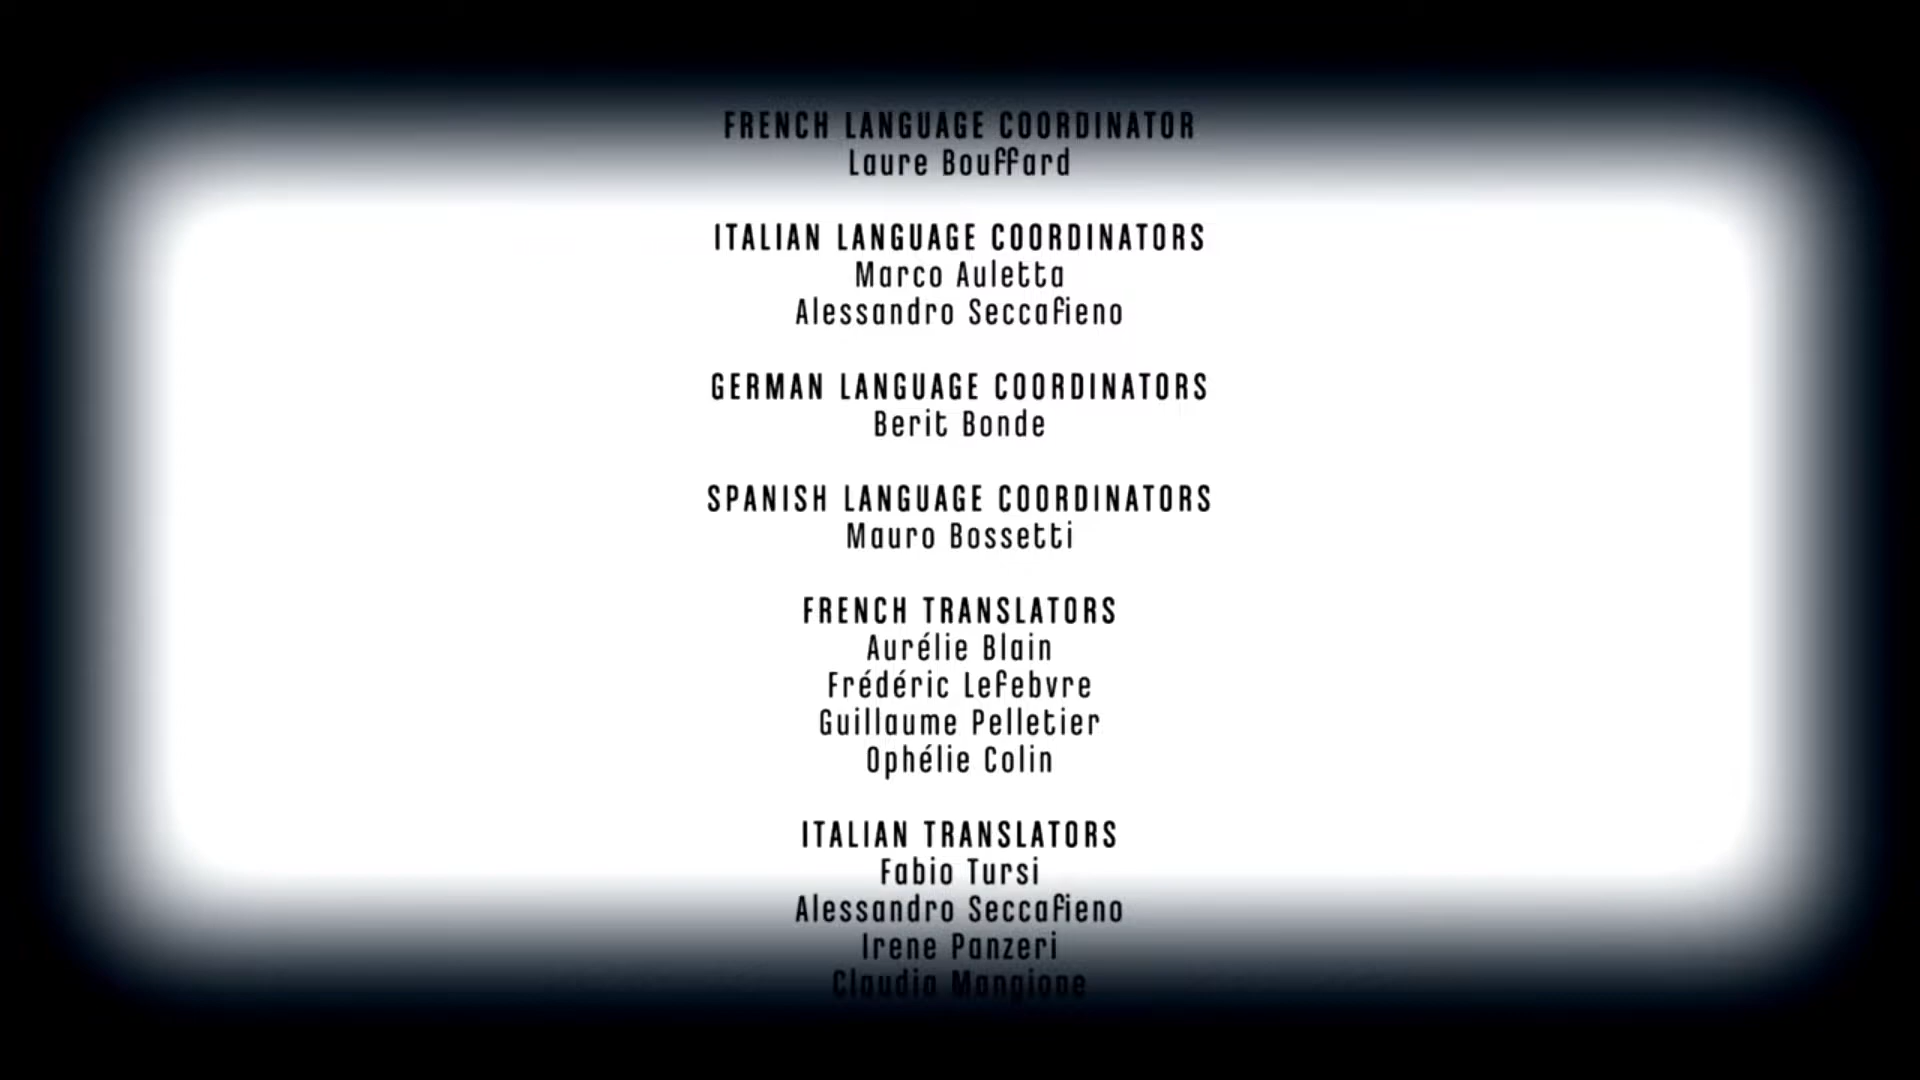 FRENCH LANGUAGE COORDINATOR
Laure Bouffard
ITALIAN LANGUAGE COORDINATORS
Marco Auletta
Alessandro Seccafieno
GERMAN LANGUAGE COORDINATORS
Berit Bonde
SPANISH LANGUAGE COORDINATORS
Mauro Bossetti
FRENCH TRANSLATORS
Aurélie Blain
Frédéric Lefebvre
Guillaume Pelletier
Ophélie Colin
ITALIAN TRANSLATORS
Fabio Tursi
Alessandro Seccafieno
Irene Panzeri
Claudia Mangione